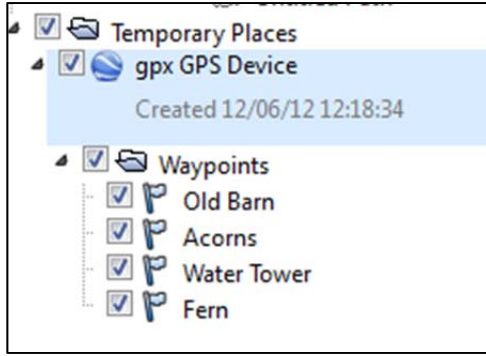 Temporary Places
gpx GPS Device
Created 12/06/12 12:18:34
Waypoints
Old Barn
Acorns
Water Tower
Fern